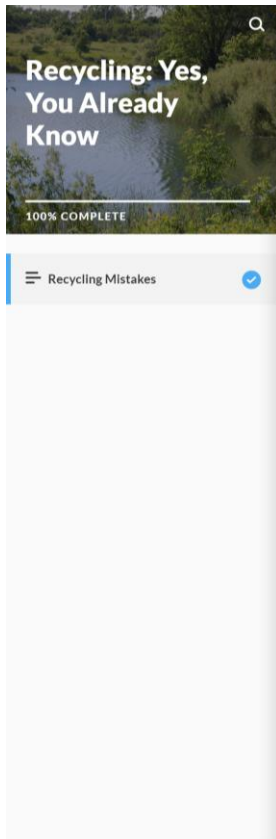 Recycling: Yes,
You Already
Know
100% COMPLETE
Recycling Mistakes